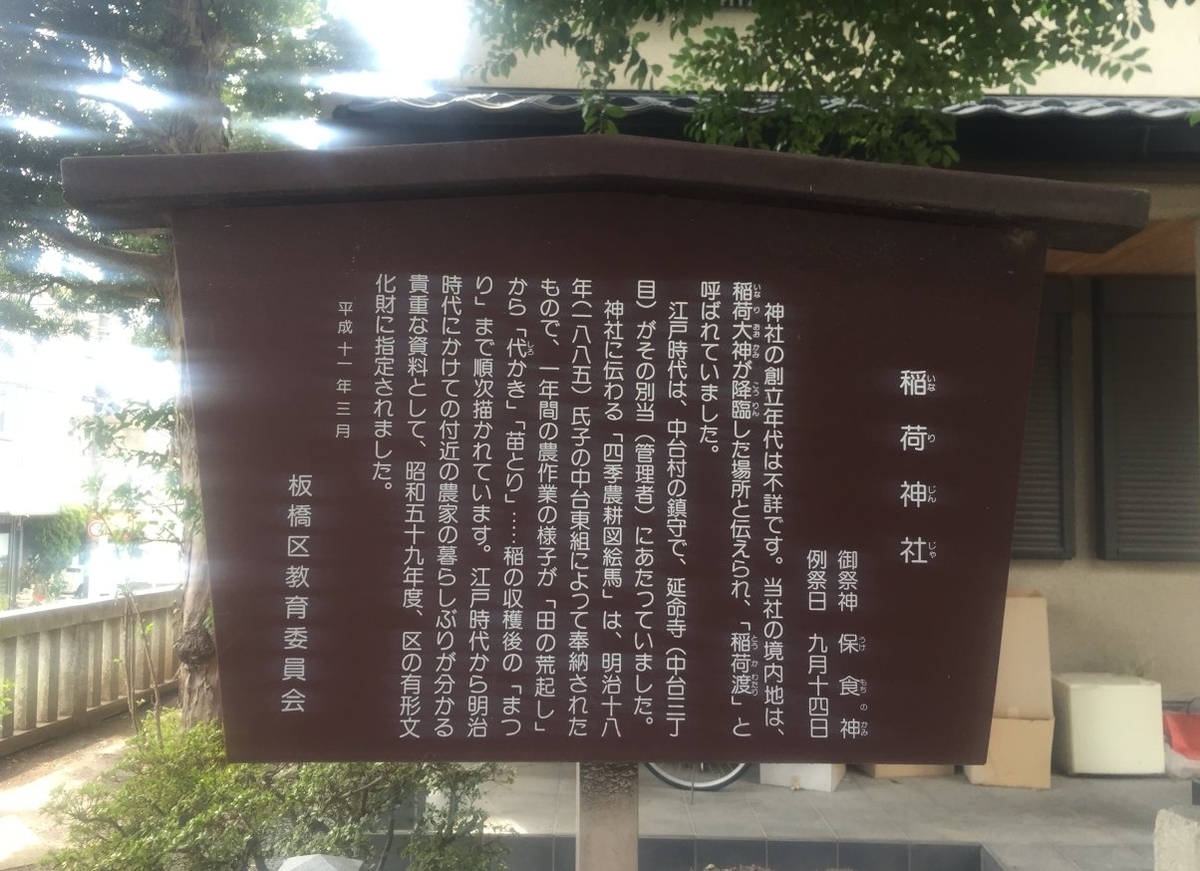 稲荷神社
御祭神 保食神
例祭日 九月十四日
神社の創立年代は不詳です。当社の境内地は、
稲荷大神が降臨した場所と伝えられ、「稲荷渡」と
呼ばれていました。
江戸時代は、中台村の鎮守で、延命寺(中台三丁
目)がその別当(管理者)にあたっていました。
神社に伝わる「四季農耕図絵馬」は、明治十八
年(一八八五)氏子の中台東組によって奉納された
もので、一年間の農作業の様子が「田の荒起し」
から「代かき」「苗とり」……稲の収穫後の「まつ
り」まで順次描かれています。江戸時代から明治
時代にかけての付近の農家の暮らしぶりが分かる
貴重な資料として、昭和五十九年度、区の有形文
化財に指定されました。
平成十一年三月
板橋区教育委員会